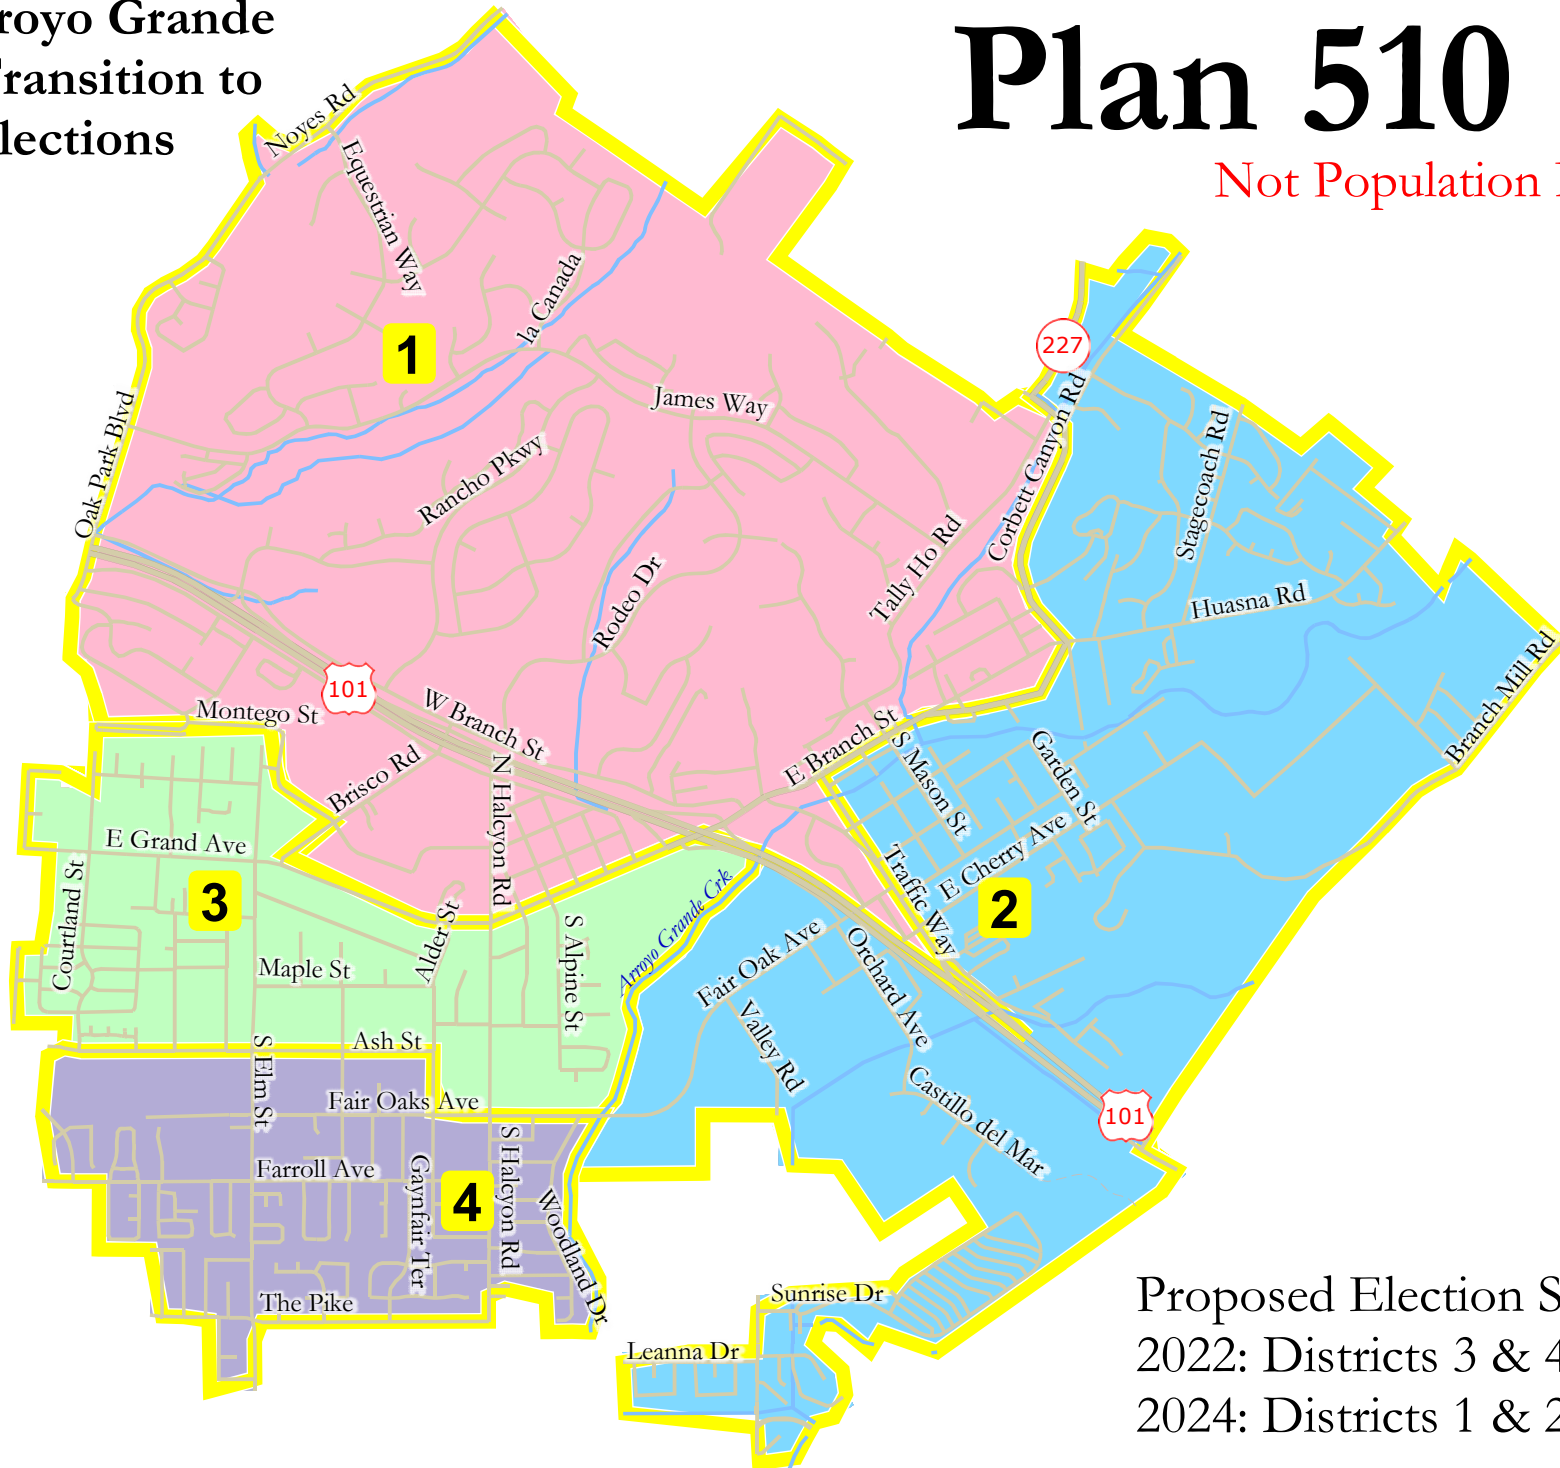 royo Grande
ransition to
lections
Plan 510
Not Population
Noyes Rd
Equestrian Way
la Canada
1
227
Oak Park Blvd
James Way
Rancho Pkwy
Corbett Canyon Rd
Stagecoach Rd
Tally Ho Rd
Rodeo Dr
Huasna Rd
Branch Mill Rd
101
W Branch St
Montego St
Brisco Rd
N Halcyon Rd
E Branch St
S Mason St
Garden St
E Cherry Ave
Traffic Way
2
E Grand Ave
3
Courtland St
Maple St
Alder St
S Alpine St
Arroyo Grande Crk
Fair Oak Ave
Orchard Ave
Valley Rd
Castillo del Mar
101
Ash St
S Elm St
Fair Oaks Ave
Farroll Ave
Gaynfair Ter
4
S Halcyon Rd
Woodland Dr
The Pike
Sunrise Dr
Leanna Dr
Proposed Election S
2022: Districts 3 & 4
2024: Districts 1 & 2